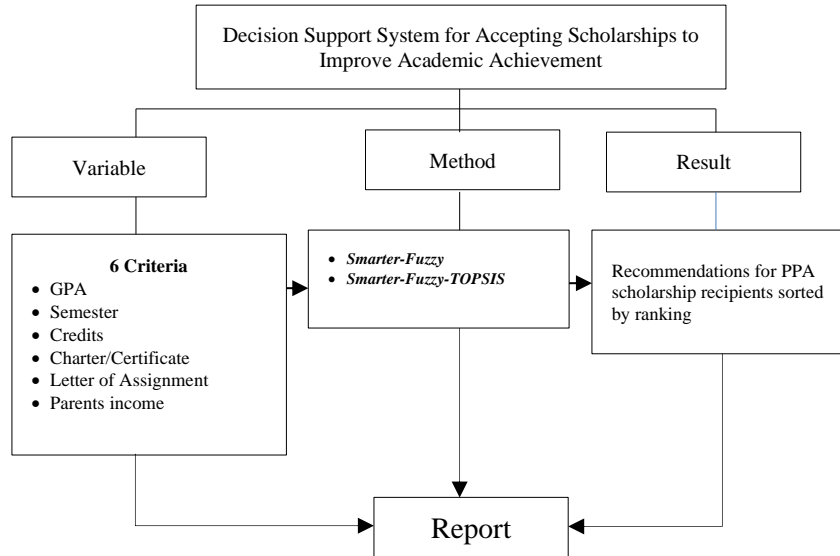 Decision Support System for Accepting Scholarships to
Improve Academic Achievement
Variable
Method
Result
6 Criteria
• GPA
• Semester
• Credits
• Charter/Certificate
• Letter of Assignment
• Parents income
• Smarter-Fuzzy
• Smarter-Fuzzy-TOPSIS
Recommendations for PPA
scholarship recipients sorted
by ranking
Report